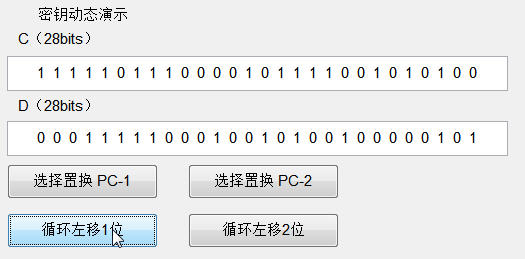 密钥动态演示
C（28bits）
1 1 1 1 1 0 1 1 1 0 0 0 0 1 0 1 1 1 1 0 0 1 0 1 0 1 0 0
D（28bits）
0 0 0 1 1 1 1 1 0 0 0 1 0 0 1 0 1 0 0 1 0 0 0 0 0 1 0 1
选择置换 PC-1 选择置换 PC-2
循环左移1位 循环左移2位